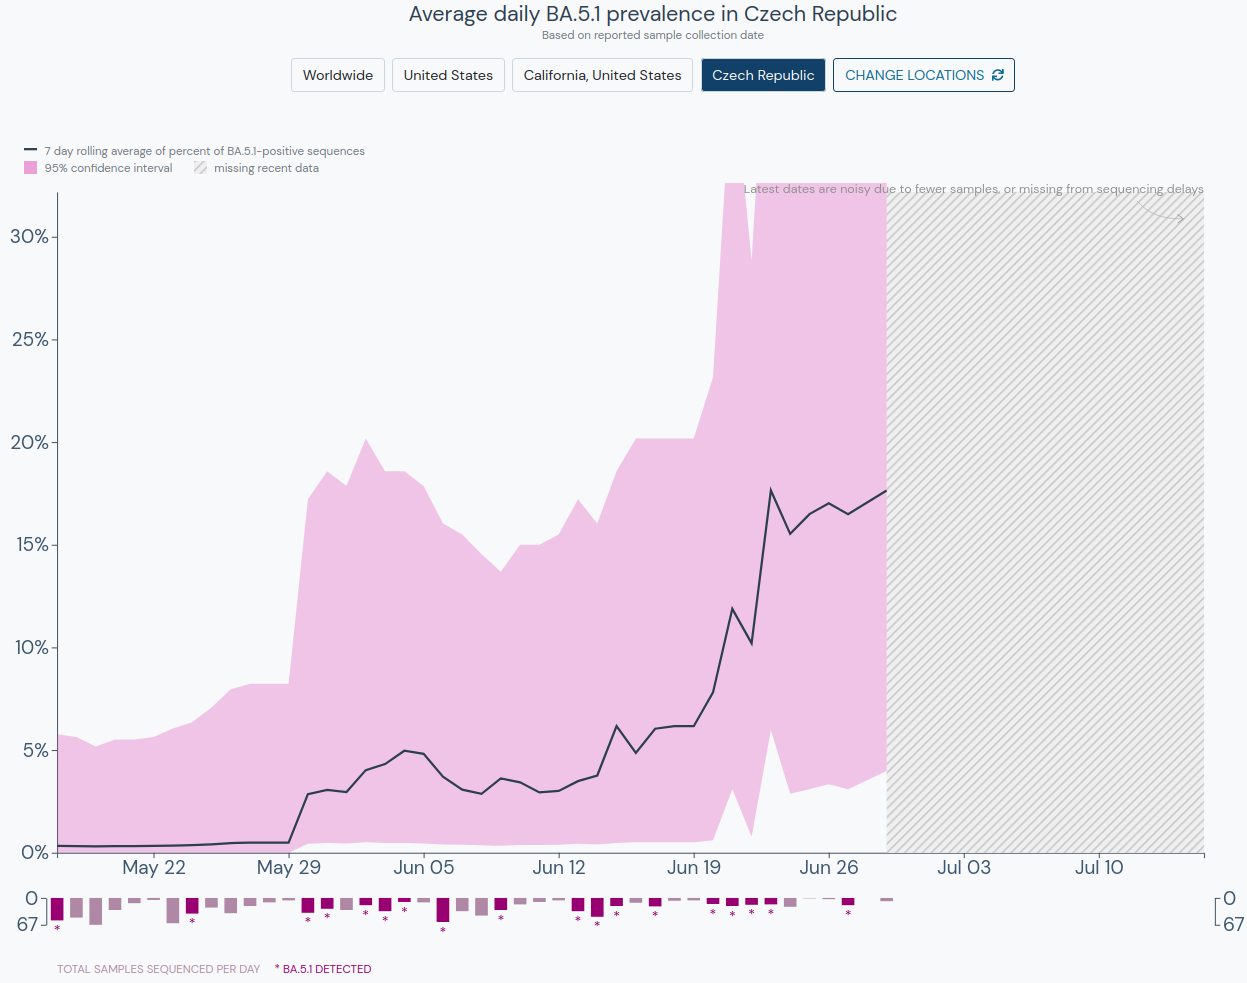 Average daily BA.5.1 prevalence in Czech Republic
Based on reported sample collection date
Worldwide United States California, United States Czech Republic CHANGE LOCATIONS
7 day rolling average of percent of BA.5.1-positive sequences
95% confidence interval missing recent data
Latest dates are noisy due to fewer samples, or missing from sequencing delays
30%
25%
20%
15%
10%
5%
0%
May 22 May 29 Jun 05 Jun 12 Jun 19 Jun 26 Jul 03 Jul 10
0 0
67 67
* * * * * * * * * * * * * * * * * *
TOTAL SAMPLES SEQUENCED PER DAY * BA.5.1 DETECTED